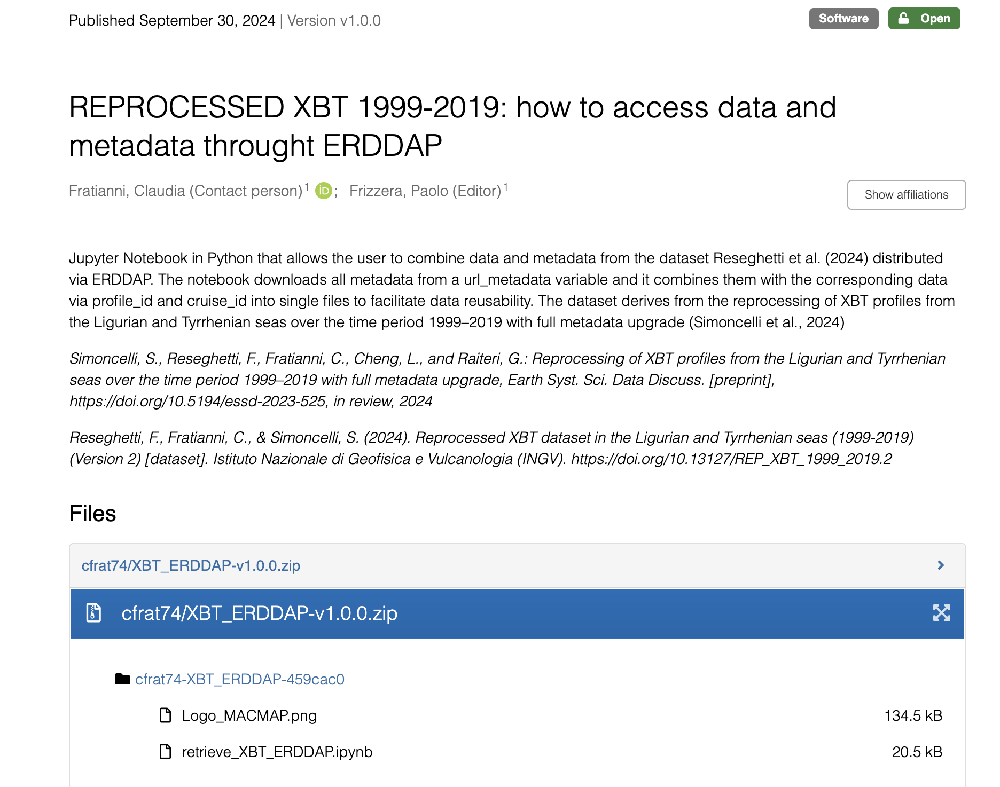 Published September 30, 2024 | Version v1.0.0
Software
Open
REPROCESSED XBT 1999-2019: how to access data and
metadata throught ERDDAP
Fratianni, Claudia (Contact person)1 iD; Frizzera, Paolo (Editor)1
Show affiliations
Jupyter Notebook in Python that allows the user to combine data and metadata from the dataset Reseghetti et al. (2024) distributed
via ERDDAP. The notebook downloads all metadata from a url_metadata variable and it combines them with the corresponding data
via profile_id and cruise_id into single files to facilitate data reusability. The dataset derives from the reprocessing of XBT profiles from
the Ligurian and Tyrrhenian seas over the time period 1999–2019 with full metadata upgrade (Simoncelli et al., 2024)
Simoncelli, S., Reseghetti, F., Fratianni, C., Cheng, L., and Raiteri, G.: Reprocessing of XBT profiles from the Ligurian and Tyrrhenian
seas over the time period 1999–2019 with full metadata upgrade, Earth Syst. Sci. Data Discuss. [preprint],
https://doi.org/10.5194/essd-2023-525, in review, 2024
Reseghetti, F., Fratianni, C., & Simoncelli, S. (2024). Reprocessed XBT dataset in the Ligurian and Tyrrhenian seas (1999-2019)
(Version 2) [dataset]. Istituto Nazionale di Geofisica e Vulcanologia (INGV). https://doi.org/10.13127/REP_XBT_1999_2019.2
Files
cfrat74/XBT_ERDDAP-v1.0.0.zip
cfrat74/XBT_ERDDAP-v1.0.0.zip
cfrat74-XBT_ERDDAP-459cac0
Logo_MACMAP.png 134.5 kB
retrieve_XBT_ERDDAP.ipynb 20.5 kB